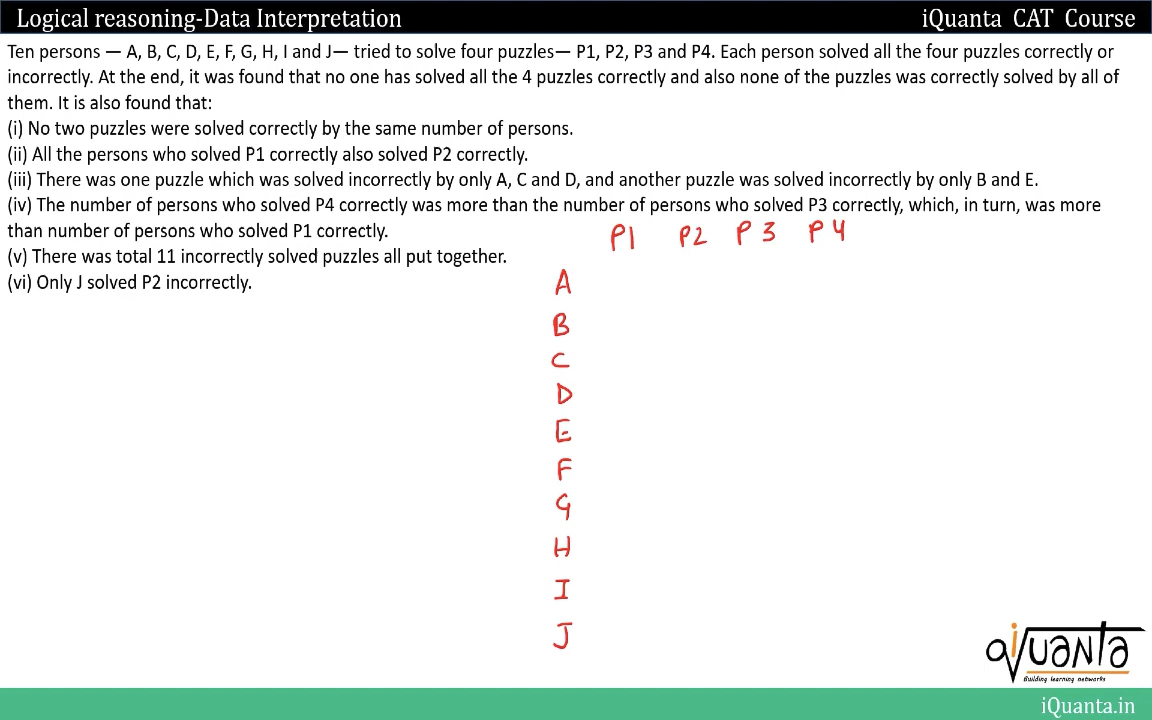 Logical reasoning-Data Interpretation iQuanta CAT Course
Ten persons — A, B, C, D, E, F, G, H, I and J— tried to solve four puzzles— P1, P2, P3 and P4. Each person solved all the four puzzles correctly or
incorrectly. At the end, it was found that no one has solved all the 4 puzzles correctly and also none of the puzzles was correctly solved by all of
them. It is also found that:
(i) No two puzzles were solved correctly by the same number of persons.
(ii) All the persons who solved P1 correctly also solved P2 correctly.
(iii) There was one puzzle which was solved incorrectly by only A, C and D, and another puzzle was solved incorrectly by only B and E.
(iv) The number of persons who solved P4 correctly was more than the number of persons who solved P3 correctly, which, in turn, was more
than number of persons who solved P1 correctly.
(v) There was total 11 incorrectly solved puzzles all put together.
(vi) Only J solved P2 incorrectly.
P1 P2 P3 P4
A
B
C
D
E
F
G
H
I
J
iQuanta
Building learning networks
iQuanta.in